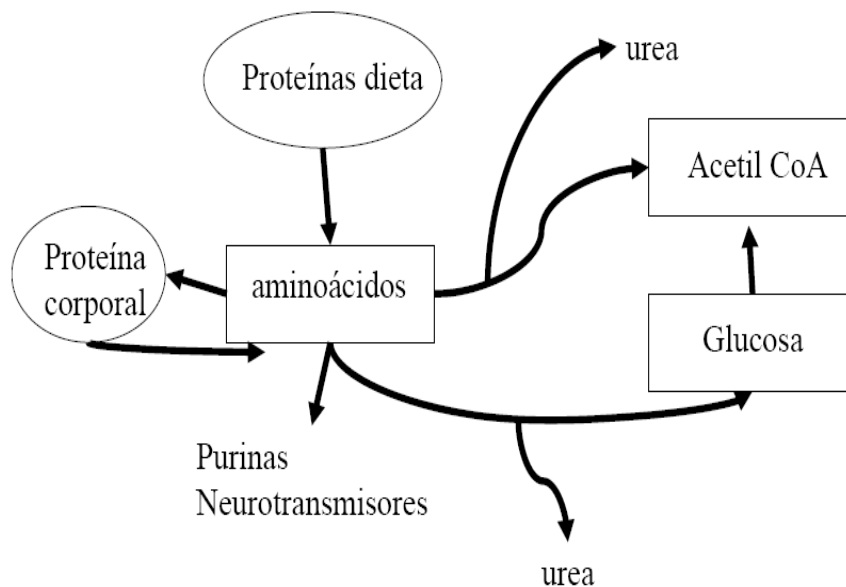 urea
Proteínas dieta
Acetil CoA
Proteína
corporal
aminoácidos
Glucosa
Purinas
Neurotransmisores
urea